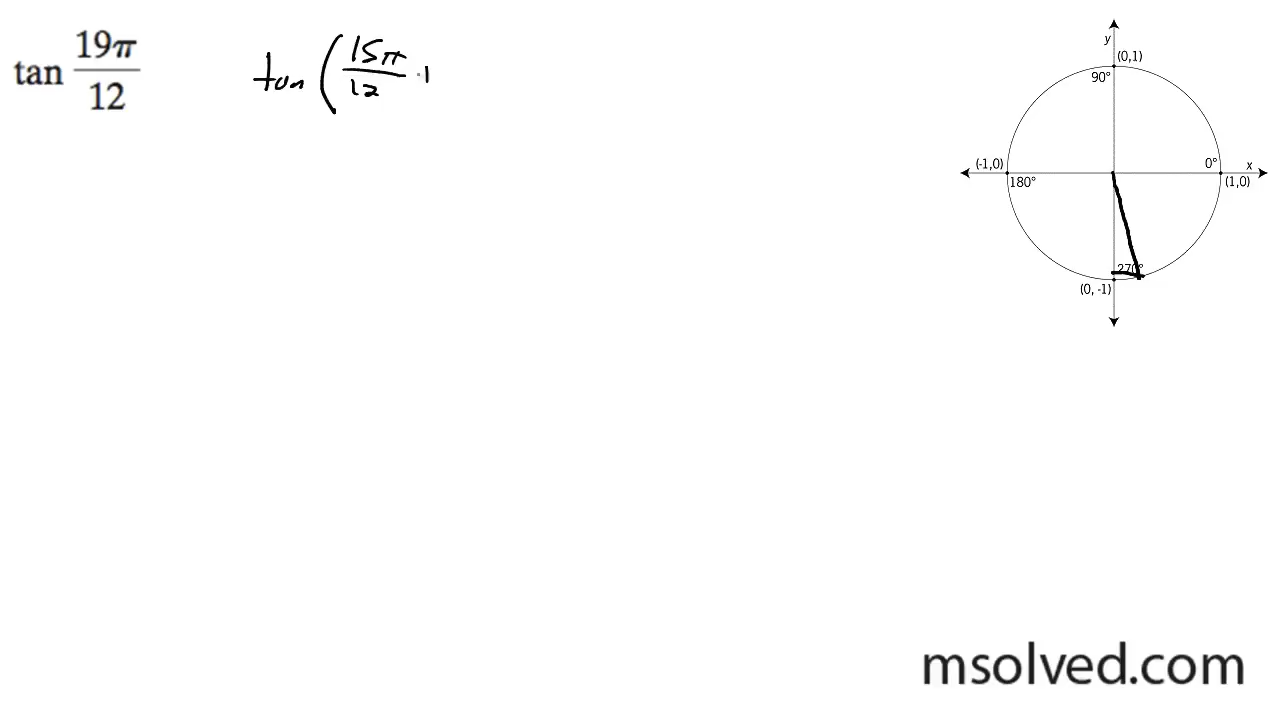 tan 19π/12
tan (15π/12 +
y
(0,1)
90°
(-1,0)
0°
x
180°
(1,0)
270°
(0, -1)
msolved.com